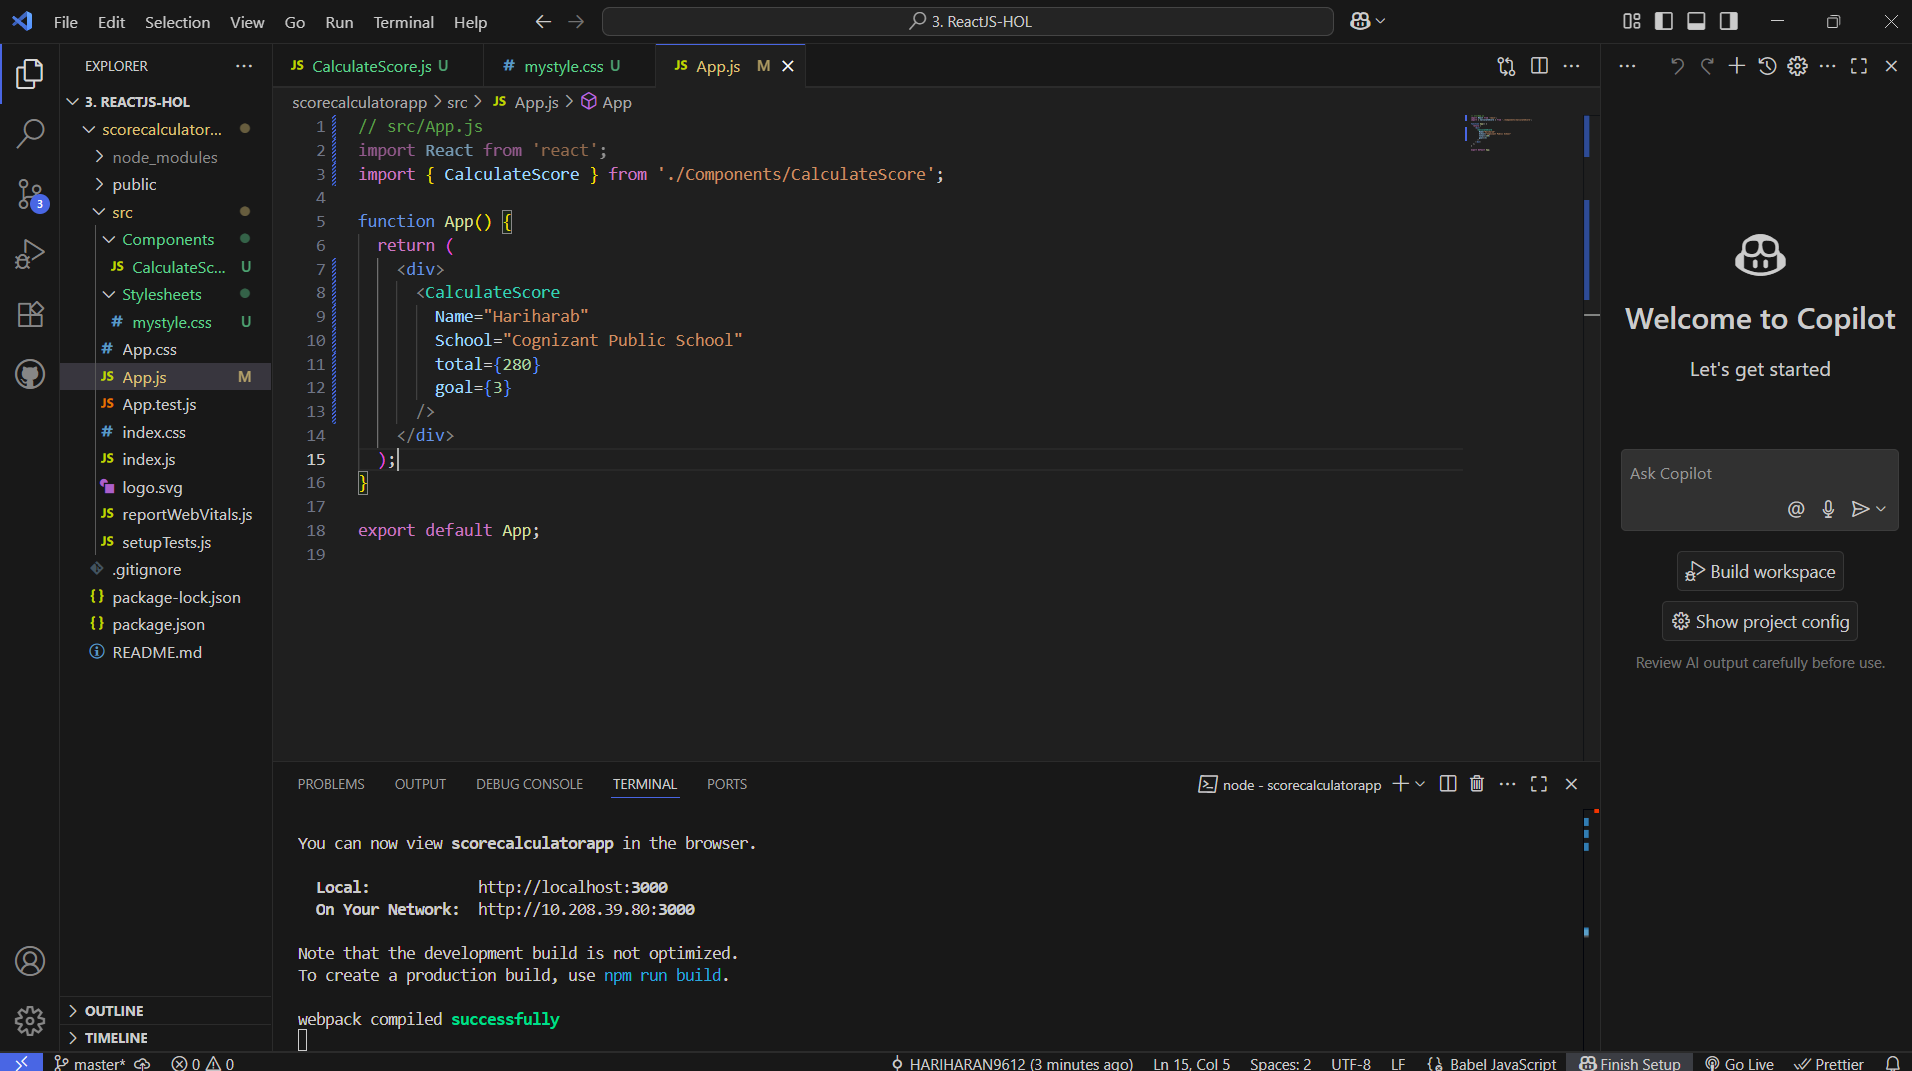 File Edit Selection View Go Run Terminal Help
3. ReactJS-HOL
EXPLORER
3. REACTJS-HOL
scorecalculator...
node_modules
public
src
Components
JS CalculateSc... U
Stylesheets
# mystyle.css U
# App.css
JS App.js M
JS App.test.js
# index.css
JS index.js
logo.svg
JS reportWebVitals.js
JS setupTests.js
.gitignore
{} package-lock.json
{} package.json
README.md
OUTLINE
TIMELINE
3
JS CalculateScore.js U
# mystyle.css U
JS App.js M
scorecalculatorapp > src > JS App.js > App
1 // src/App.js
2 import React from 'react';
3 import { CalculateScore } from './Components/CalculateScore';
4
5 function App() {
6 return (
7 <div>
8 <CalculateScore
9 Name="Hariharab"
10 School="Cognizant Public School"
11 total={280}
12 goal={3}
13 />
14 </div>
15 );
16 }
17
18 export default App;
19
PROBLEMS OUTPUT DEBUG CONSOLE TERMINAL PORTS
node - scorecalculatorapp
You can now view scorecalculatorapp in the browser.
Local: http://localhost:3000
On Your Network: http://10.208.39.80:3000
Note that the development build is not optimized.
To create a production build, use npm run build.
webpack compiled successfully
Welcome to Copilot
Let's get started
Ask Copilot
@
Build workspace
Show project config
Review AI output carefully before use.
master* 0 0 HARIHARAN9612 (3 minutes ago) Ln 15, Col 5 Spaces: 2 UTF-8 LF {} Babel JavaScript Finish Setup Go Live Prettier